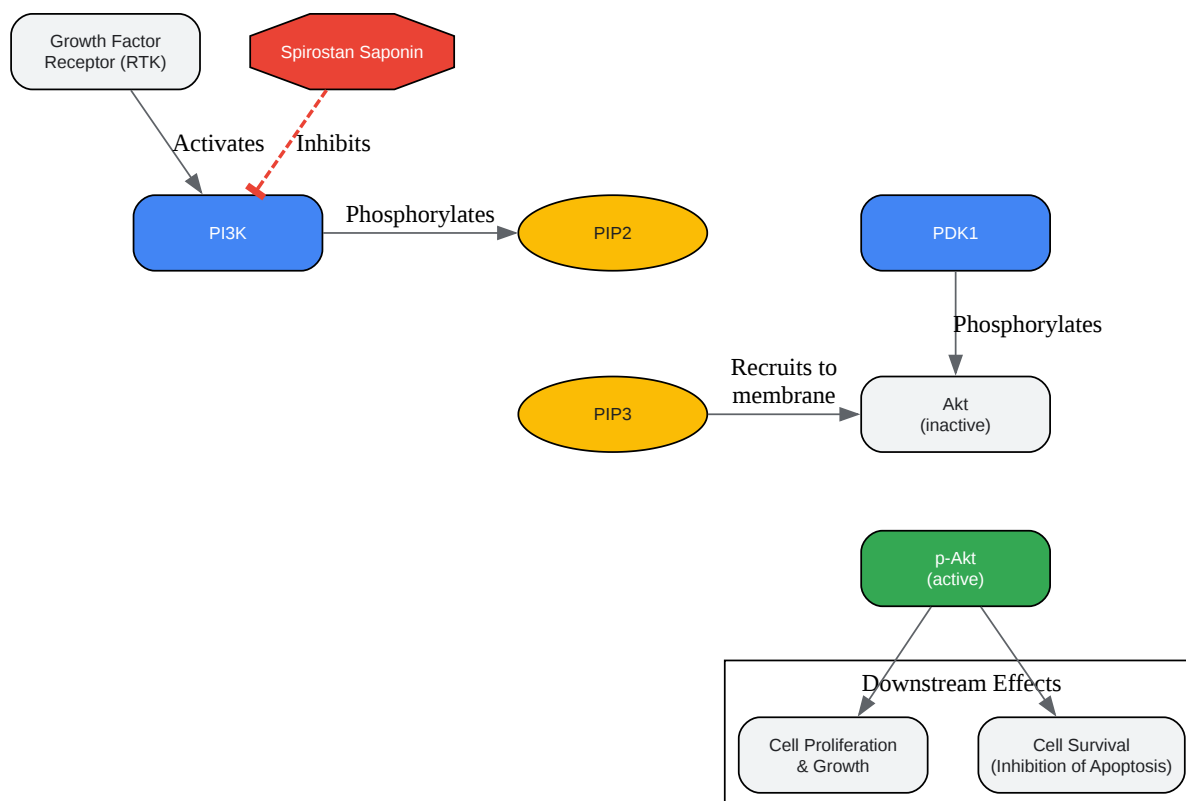 Growth Factor
Receptor (RTK)
Spirostan Saponin
Activates
Inhibits
PI3K
Phosphorylates
PIP2
PDK1
Phosphorylates
PIP3
Recruits to
membrane
Akt
(inactive)
p-Akt
(active)
Downstream Effects
Cell Proliferation
& Growth
Cell Survival
(Inhibition of Apoptosis)